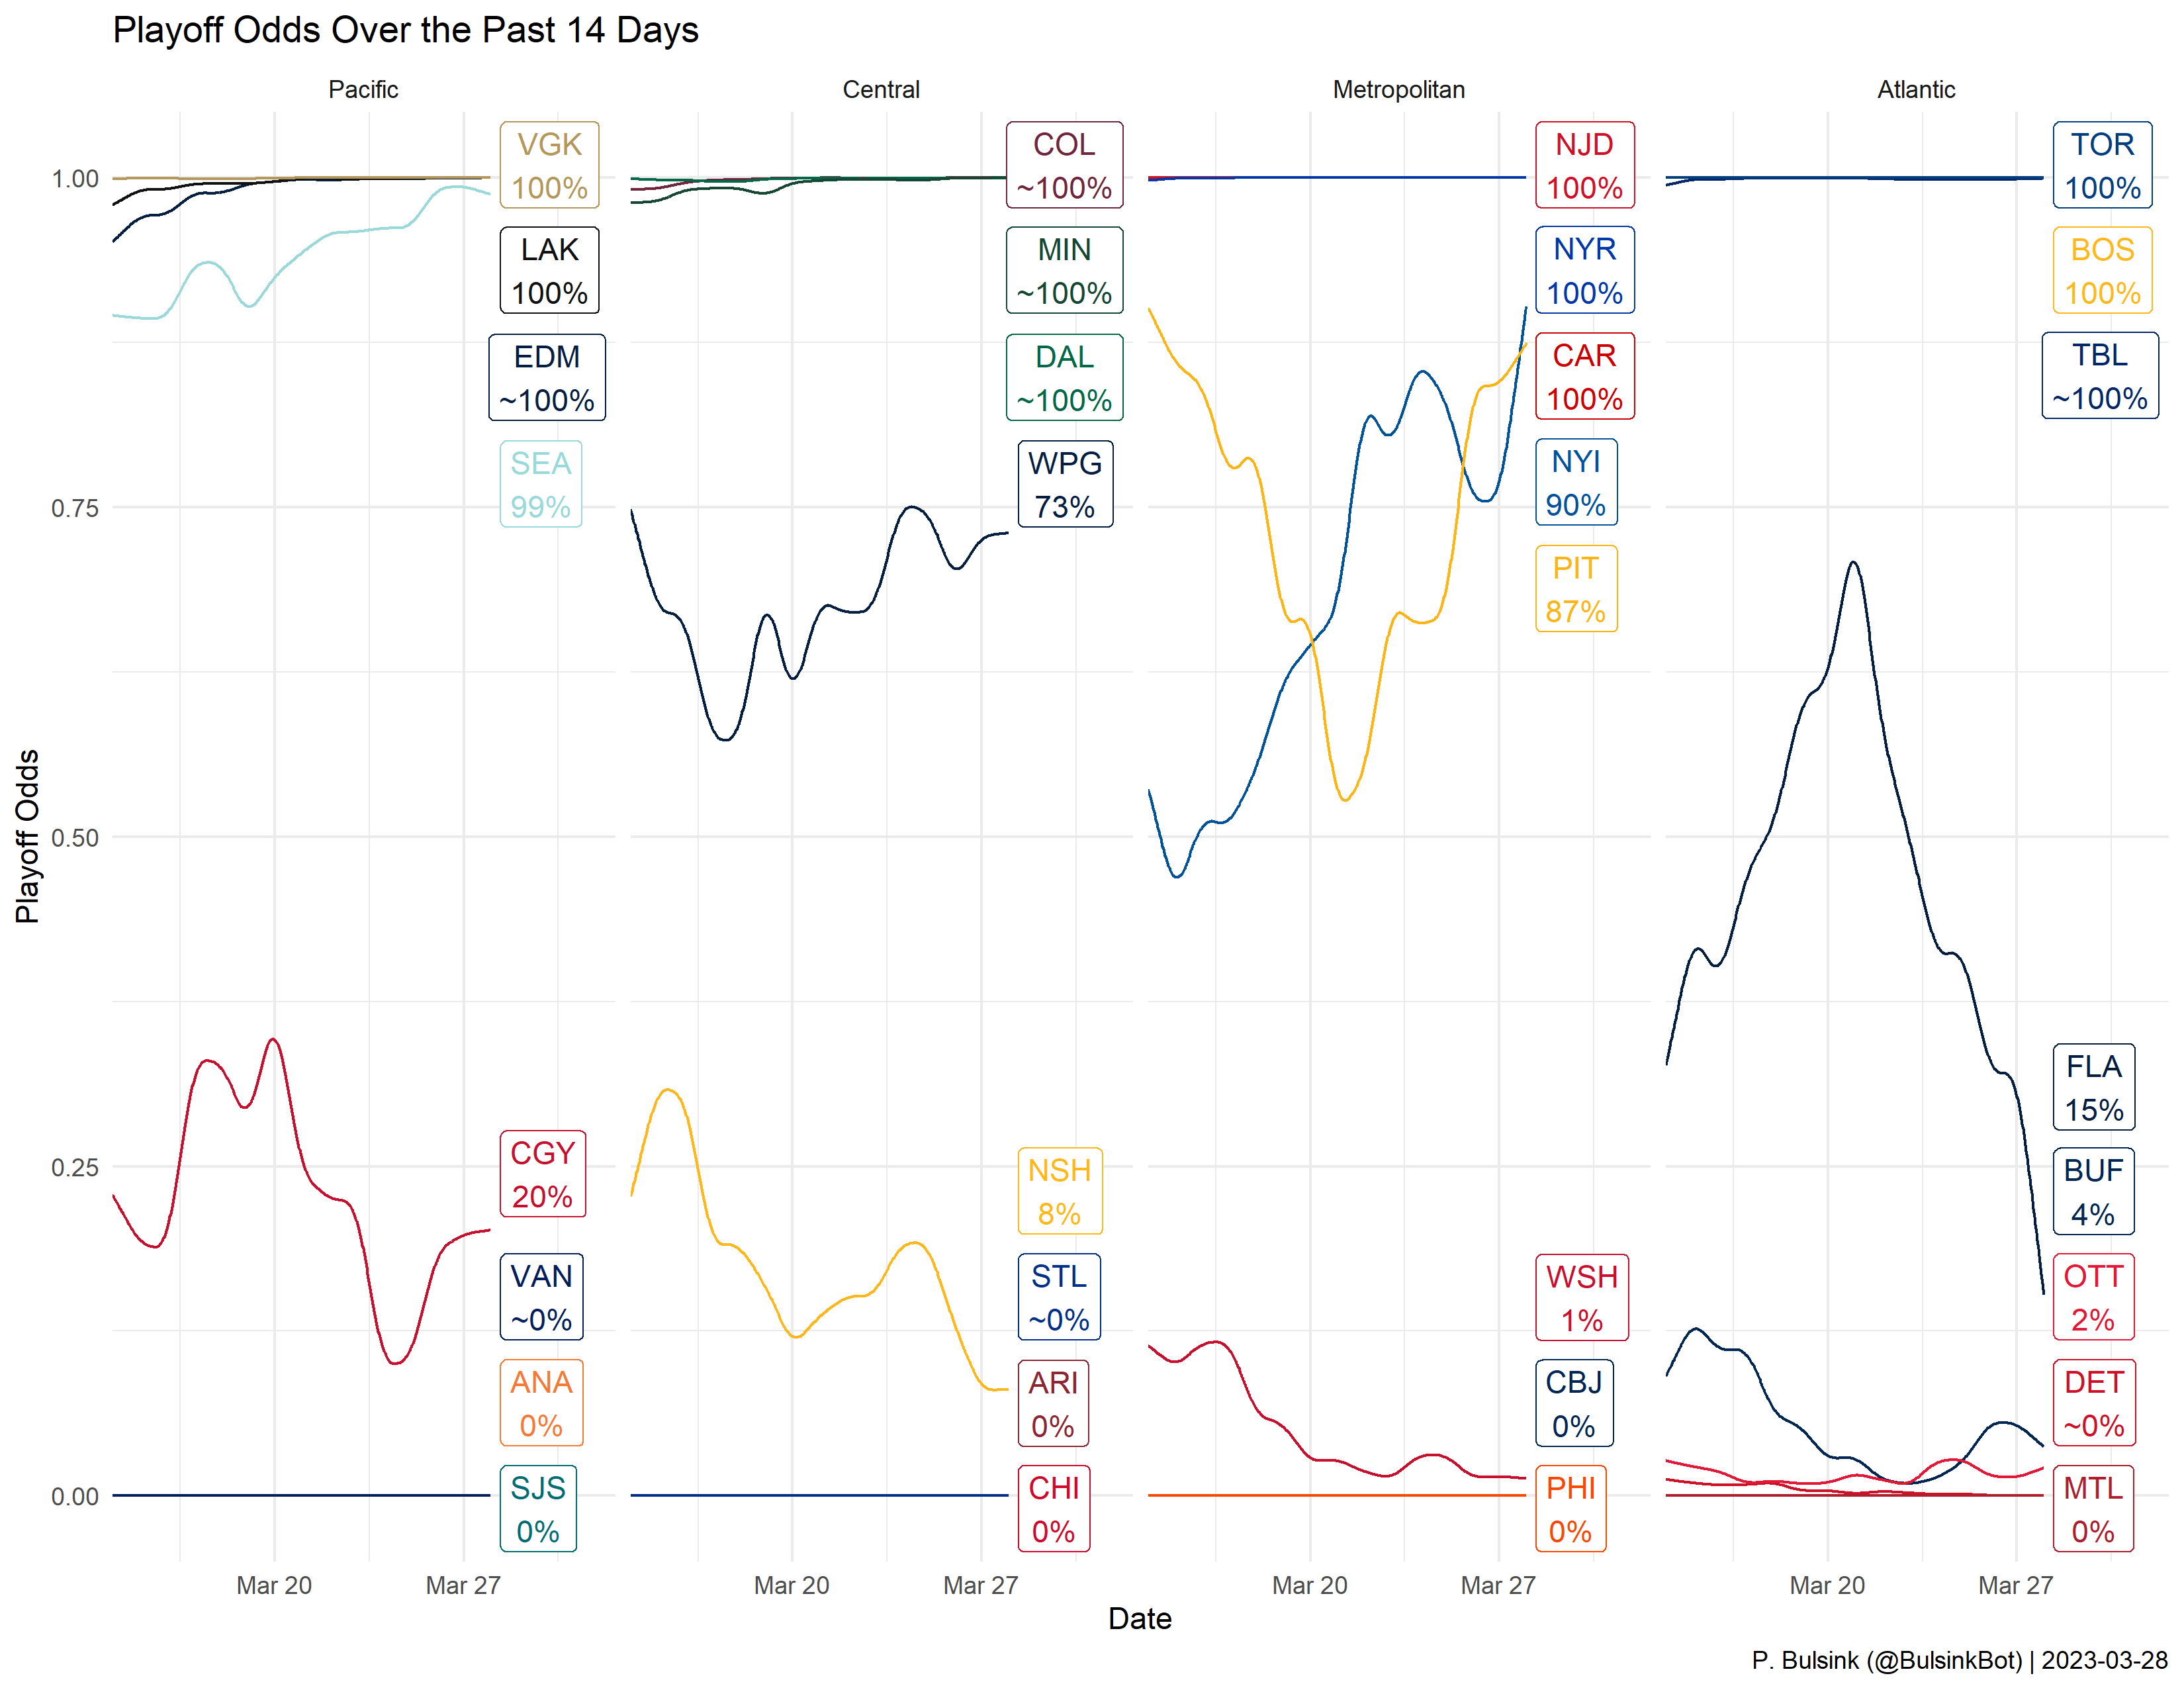 Playoff Odds Over the Past 14 Days
Pacific
Central
Metropolitan
Atlantic
Playoff Odds
1.00
0.75
0.50
0.25
0.00
VGK
100%
LAK
100%
EDM
~100%
SEA
99%
CGY
20%
VAN
~0%
ANA
0%
SJS
0%
COL
~100%
MIN
~100%
DAL
~100%
WPG
73%
NSH
8%
STL
~0%
ARI
0%
CHI
0%
NJD
100%
NYR
100%
CAR
100%
NYI
90%
PIT
87%
WSH
1%
CBJ
0%
PHI
0%
TOR
100%
BOS
100%
TBL
~100%
FLA
15%
BUF
4%
OTT
2%
DET
~0%
MTL
0%
Mar 20
Mar 27
Mar 20
Mar 27
Mar 20
Mar 27
Mar 20
Mar 27
Date
P. Bulsink (@BulsinkBot) | 2023-03-28